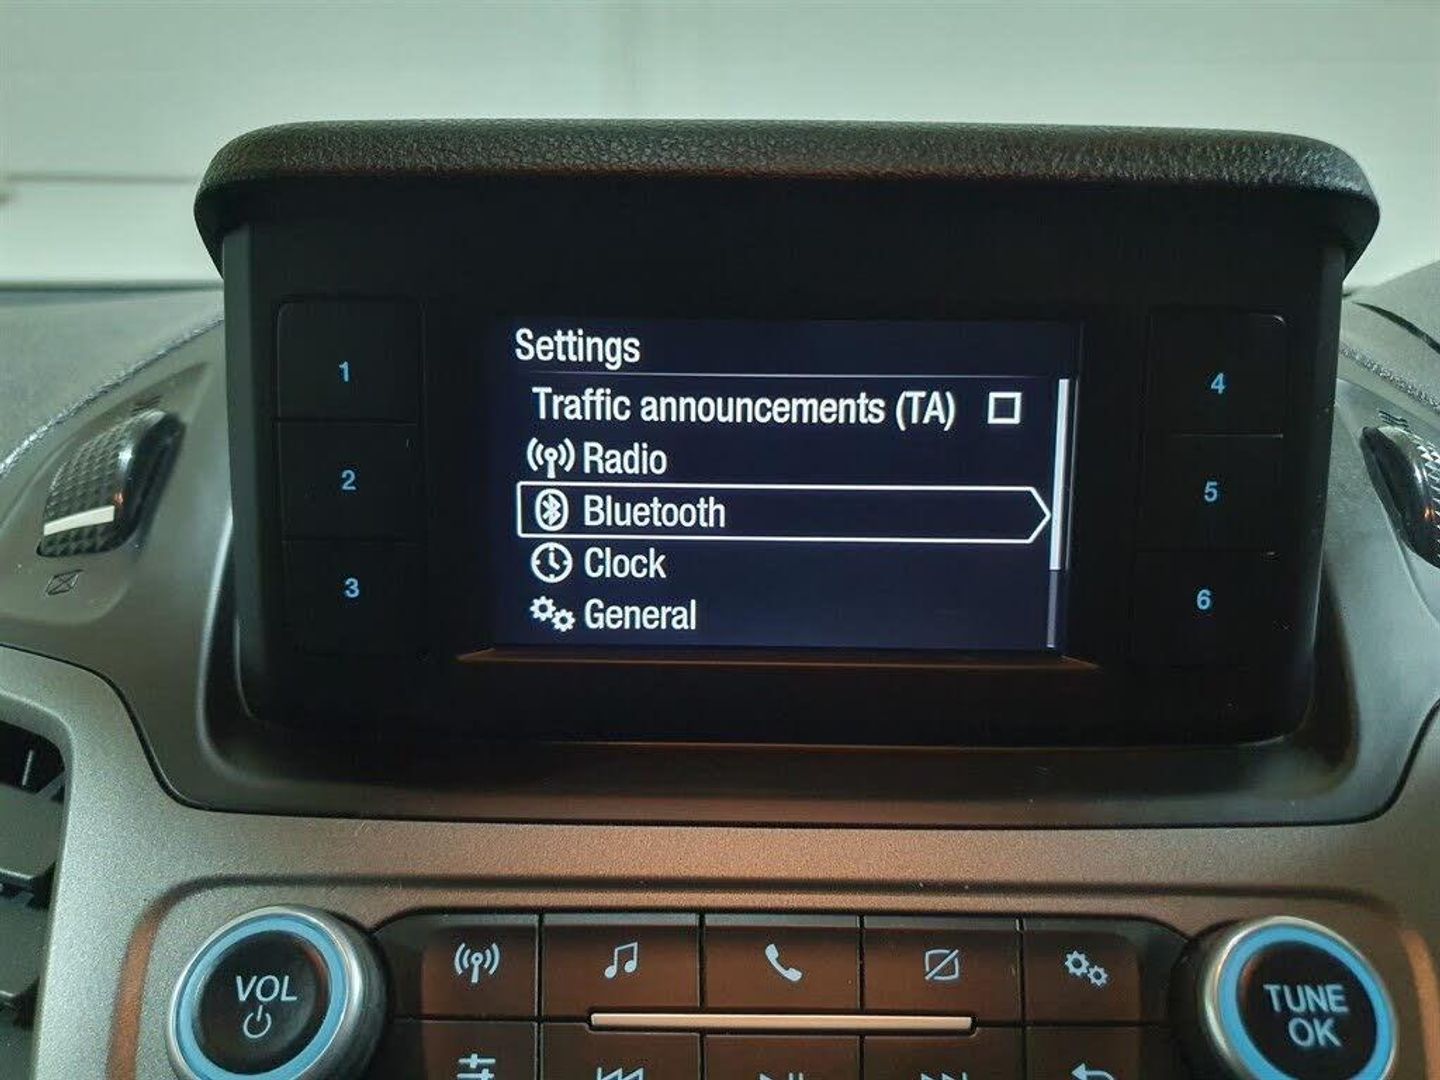 Settings
Traffic announcements (TA)
Radio
Bluetooth
Clock
General
1
2
3
4
5
6
VOL
TUNE
OK